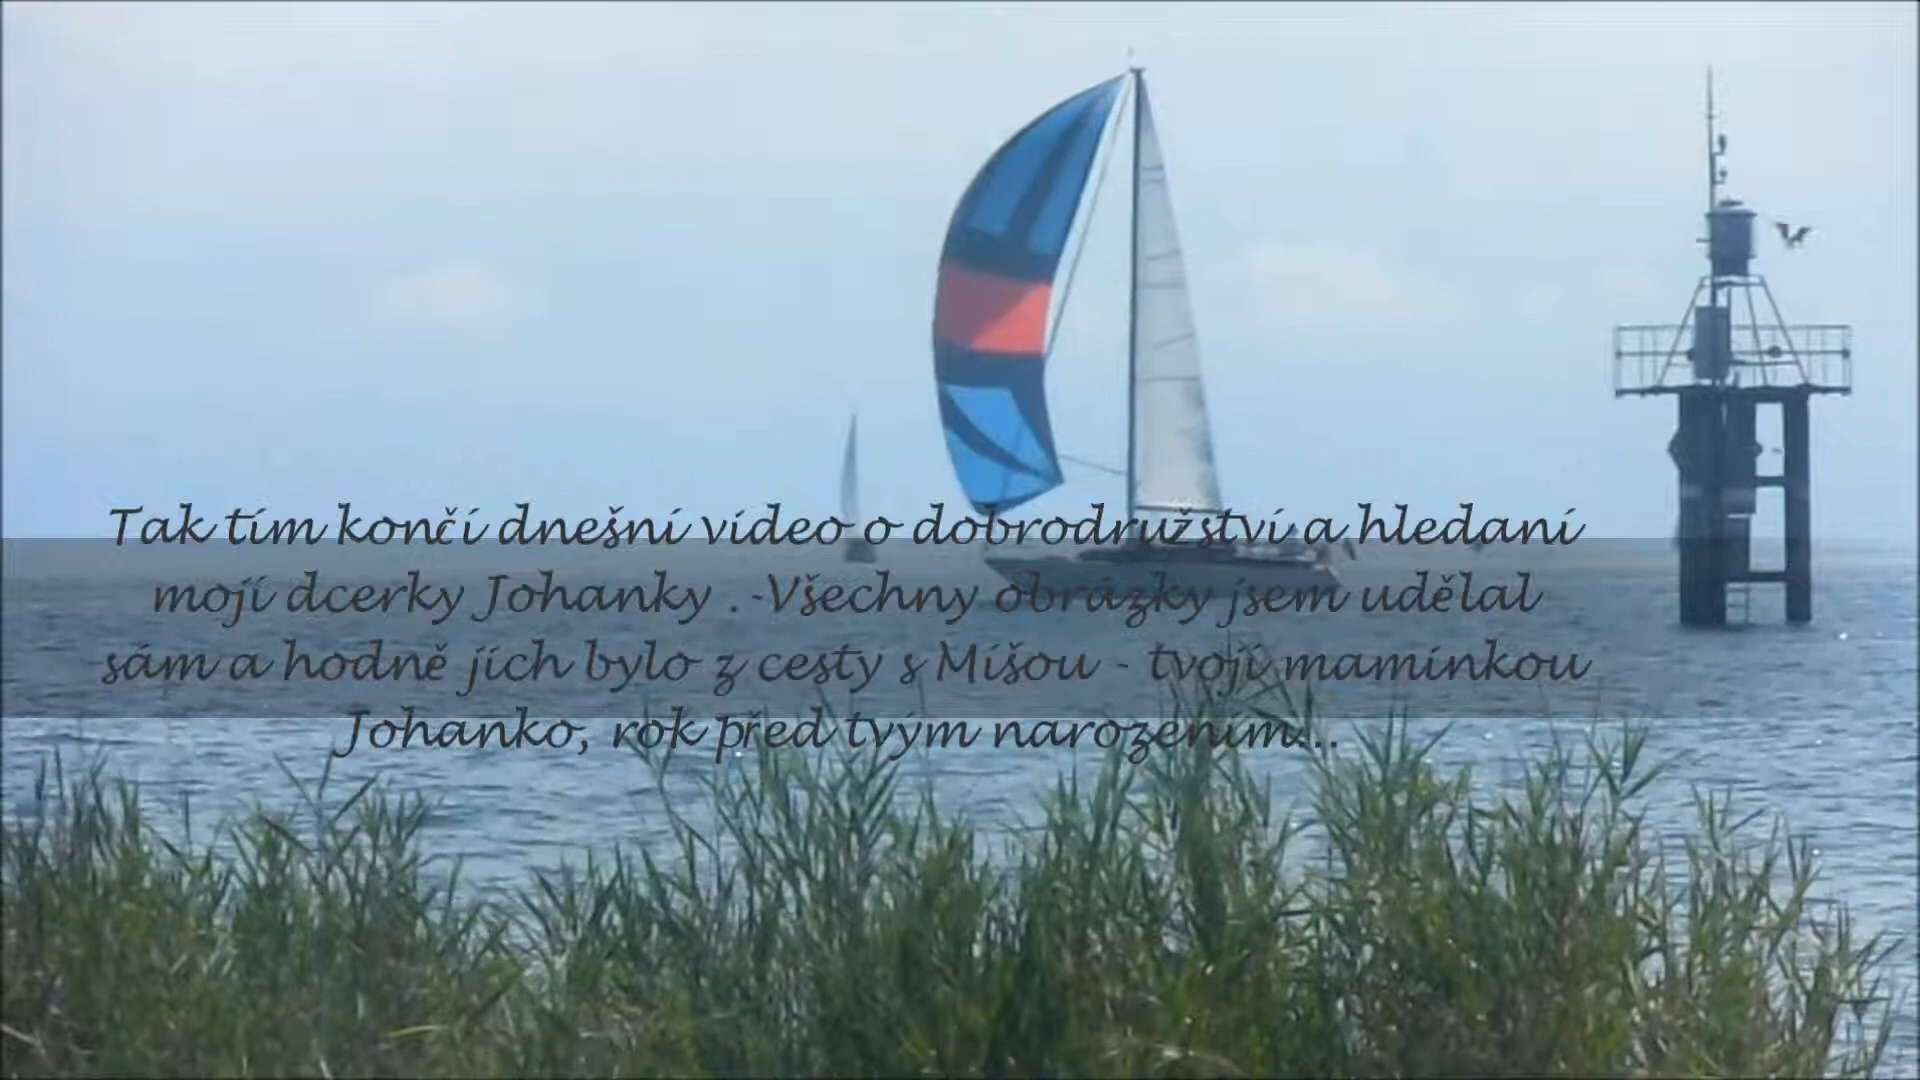 Tak tím končí dnešní video o dobrodružství a hledaní
mojí dcerky Johanky .-Všechny obrázky jsem udělal
sám a hodně jich bylo z cesty s Míšou - tvojí maminkou
Johanko, rok před tvým narozením...